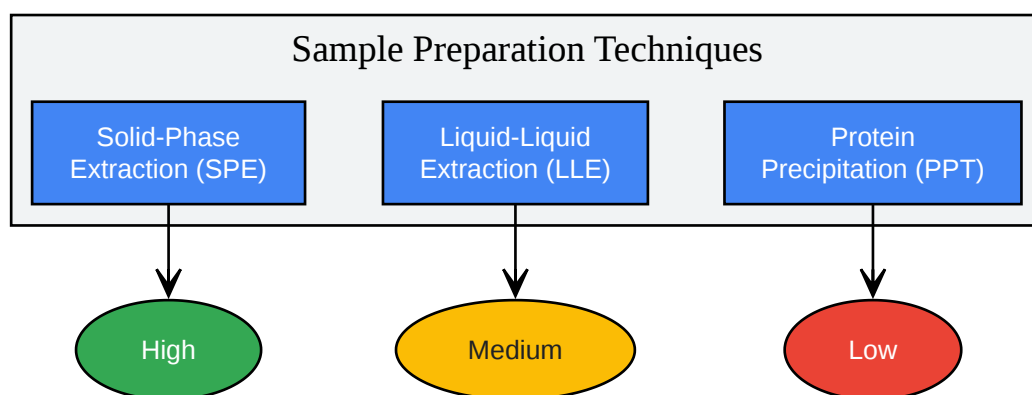 Sample Preparation Techniques
Solid-Phase
Extraction (SPE)
Liquid-Liquid
Extraction (LLE)
Protein
Precipitation (PPT)
High
Medium
Low